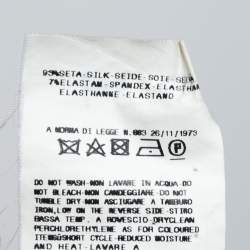 93%SETA-SILK-SEIDE-SOIE-SETA
7%ELASTAM-SPANDEX-ELASTHAN
ELASTHANNE-ELASTANO
A NORMA DI LEGGE N.883 26/11/1973
P
DO NOT WASH-NON LAVARE IN ACQUA-DO
NOT BLEACH-NON CANDEGGIARE-DO NOT
TUMBLE DRY-NON ASCIUGARE A TAMBURO
IRON,LOW ON THE REVERSE SIDE-STIRO
BASSA TEMP. A ROVESCIO-DRYCLEAN
PERCHLORETHYLENE AS FOR COLOURED
ITEMS(SHORT CYCLE-REDUCED MOISTURE
AND HEAT-LAVARE A